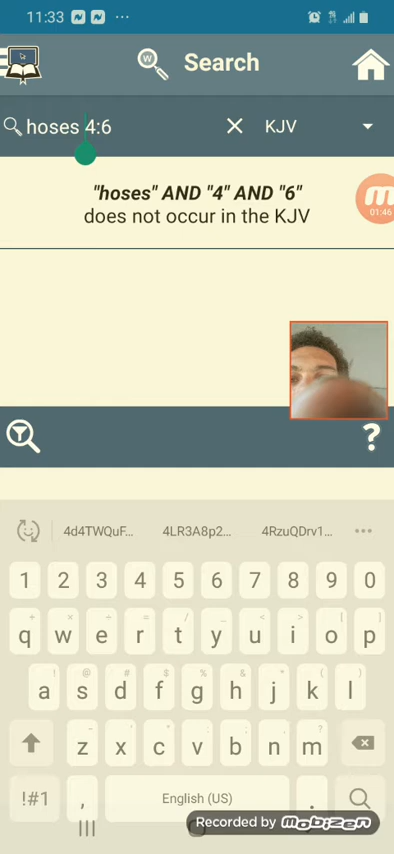 11:33
Search
hoses 4:6
KJV
"hoses" AND "4" AND "6"
does not occur in the KJV
01:46
?
4d4TWQuF... 4LR3A8p2... 4RzuQDrv1...
1 2 3 4 5 6 7 8 9 0
q w e r t y u i o p
a s d f g h j k l
z x c v b n m
!#1 , English (US) .
Recorded by mobizen